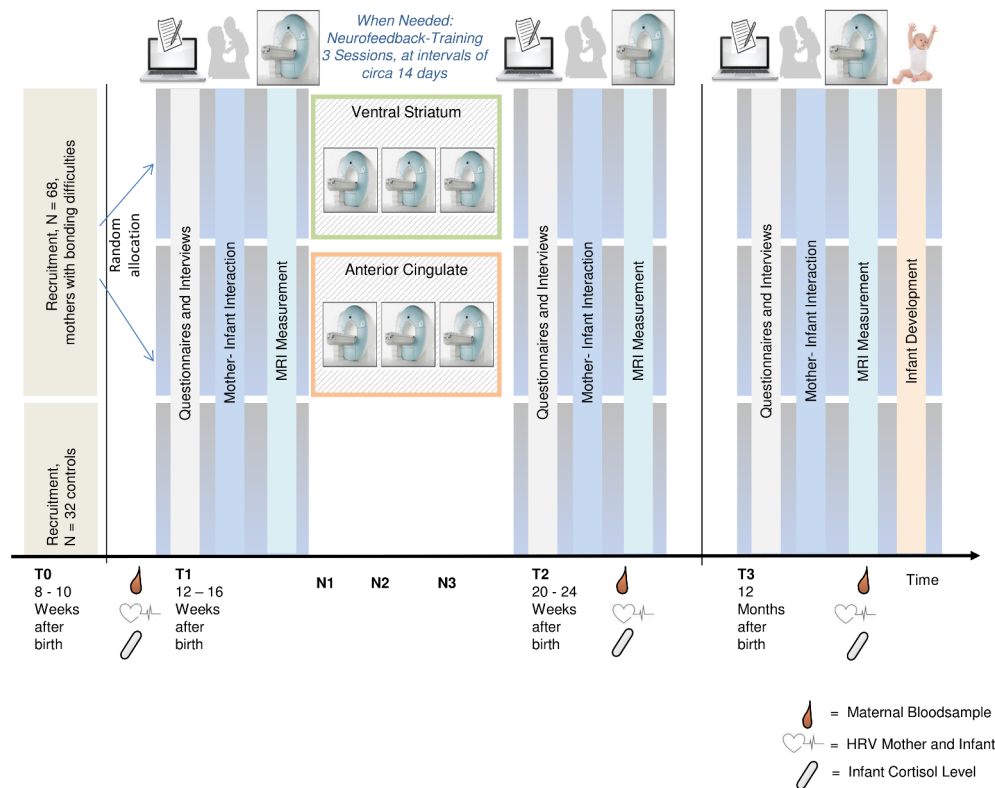 When Needed:
Neurofeedback-Training
3 Sessions, at intervals of
circa 14 days
Recruitment, N = 68,
mothers with bonding difficulties
Recruitment,
N = 32 controls
Random
allocation
Questionnaires and Interviews
Mother- Infant Interaction
MRI Measurement
Ventral Striatum
Anterior Cingulate
Questionnaires and Interviews
Mother- Infant Interaction
MRI Measurement
Questionnaires and Interviews
Mother- Infant Interaction
MRI Measurement
Infant Development
T0
8 - 10
Weeks
after
birth
T1
12 – 16
Weeks
after
birth
N1
N2
N3
T2
20 - 24
Weeks
after
birth
T3
12
Months
after
birth
Time
= Maternal Bloodsample
= HRV Mother and Infant
= Infant Cortisol Level